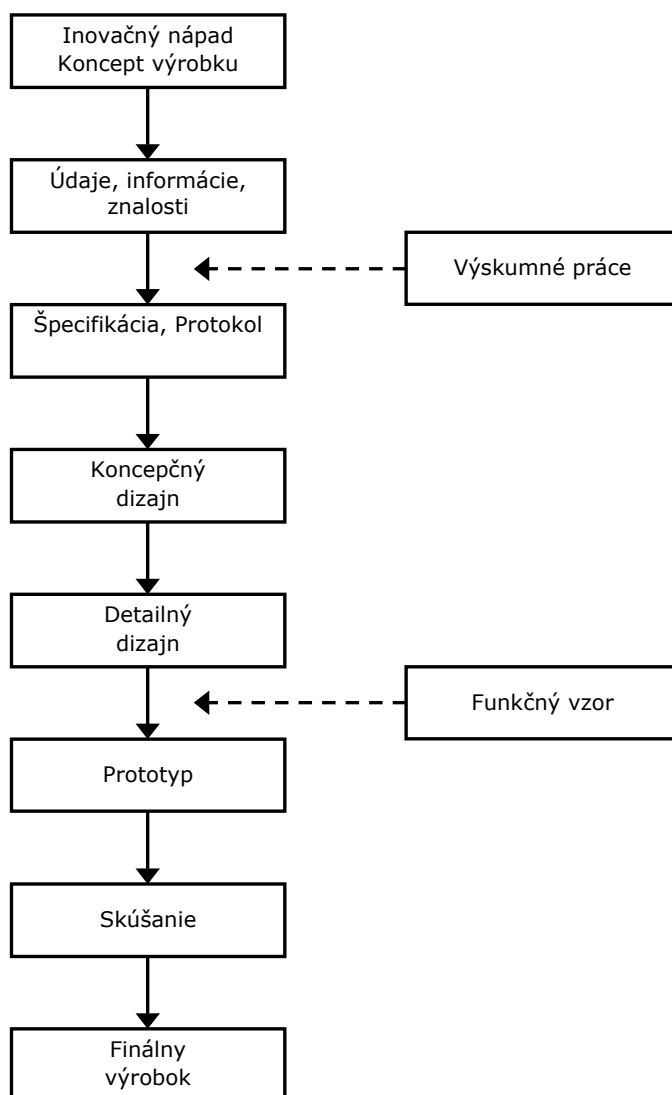 Inovačný nápad
Koncept výrobku
Údaje, informácie,
znalosti
Výskumné práce
Špecifikácia, Protokol
Koncepčný
dizajn
Detailný
dizajn
Funkčný vzor
Prototyp
Skúšanie
Finálny
výrobok